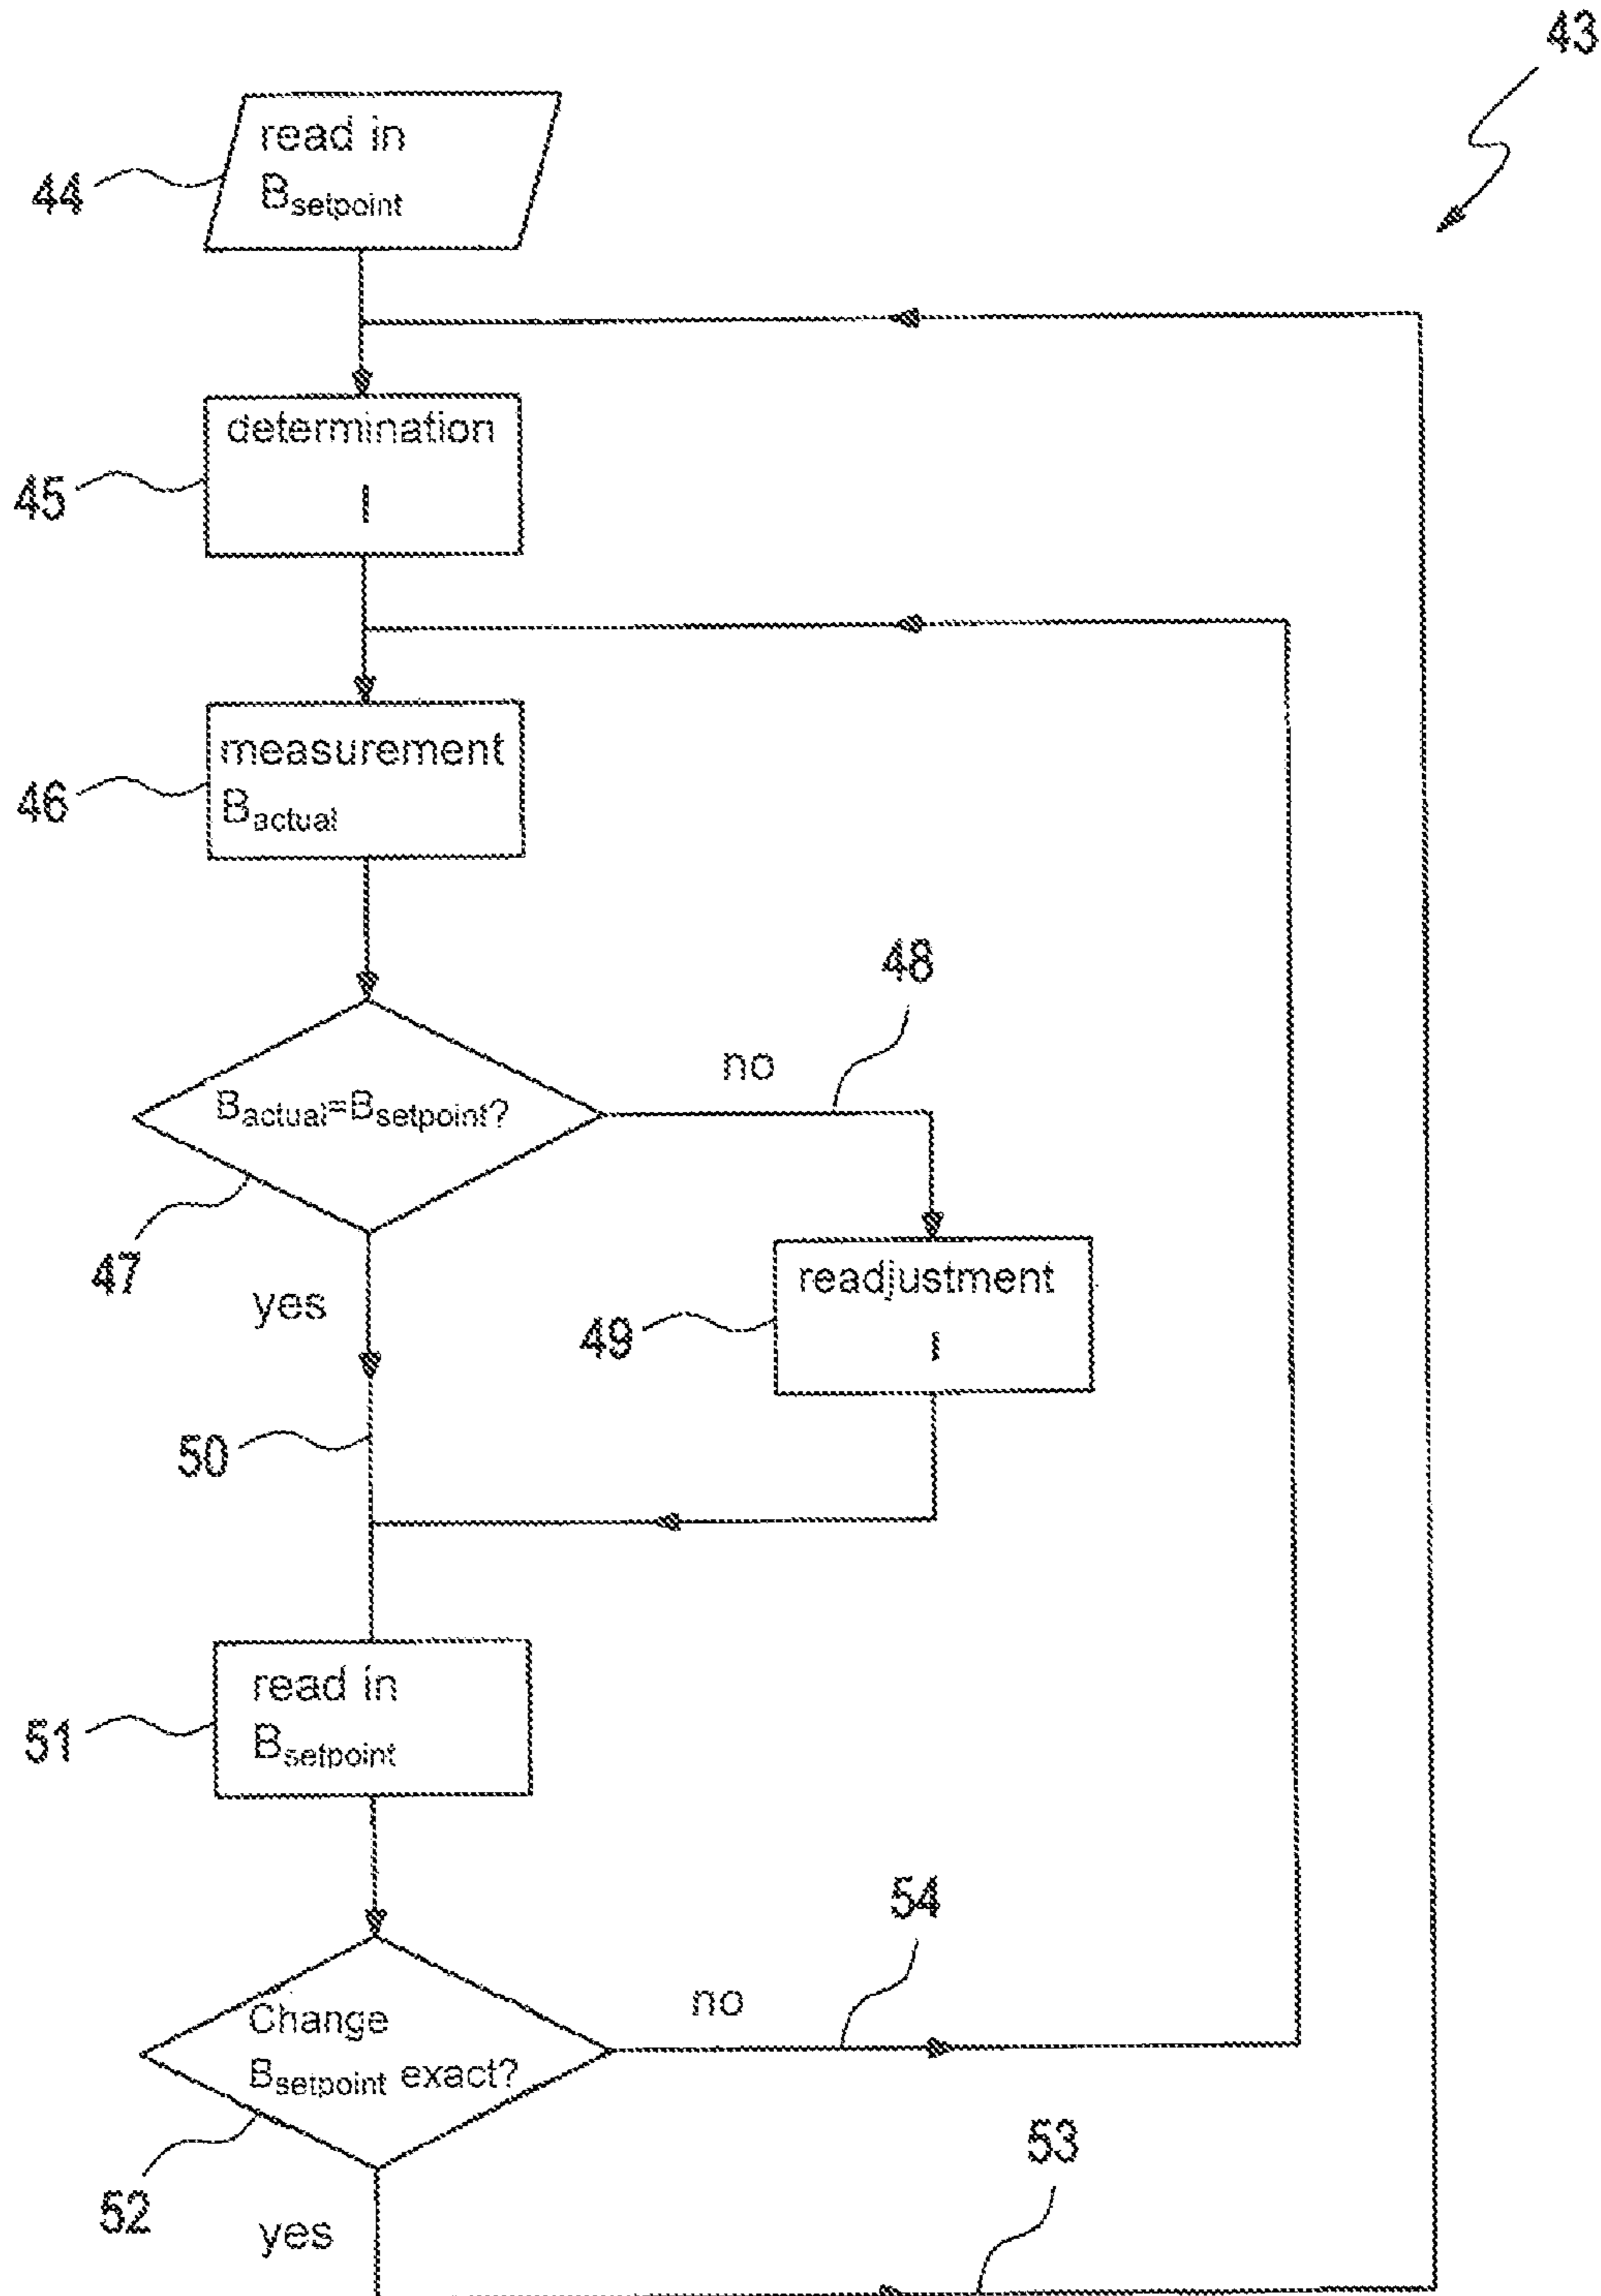 43
read in
44
Bsetpoint
determination
45
I
measurement
46
Bactual
48
no
Bactual=Bsetpoint?
47
yes
readjustment
49
I
50
read in
51
Bsetpoint
54
no
Change
Bsetpoint exact?
53
52
yes